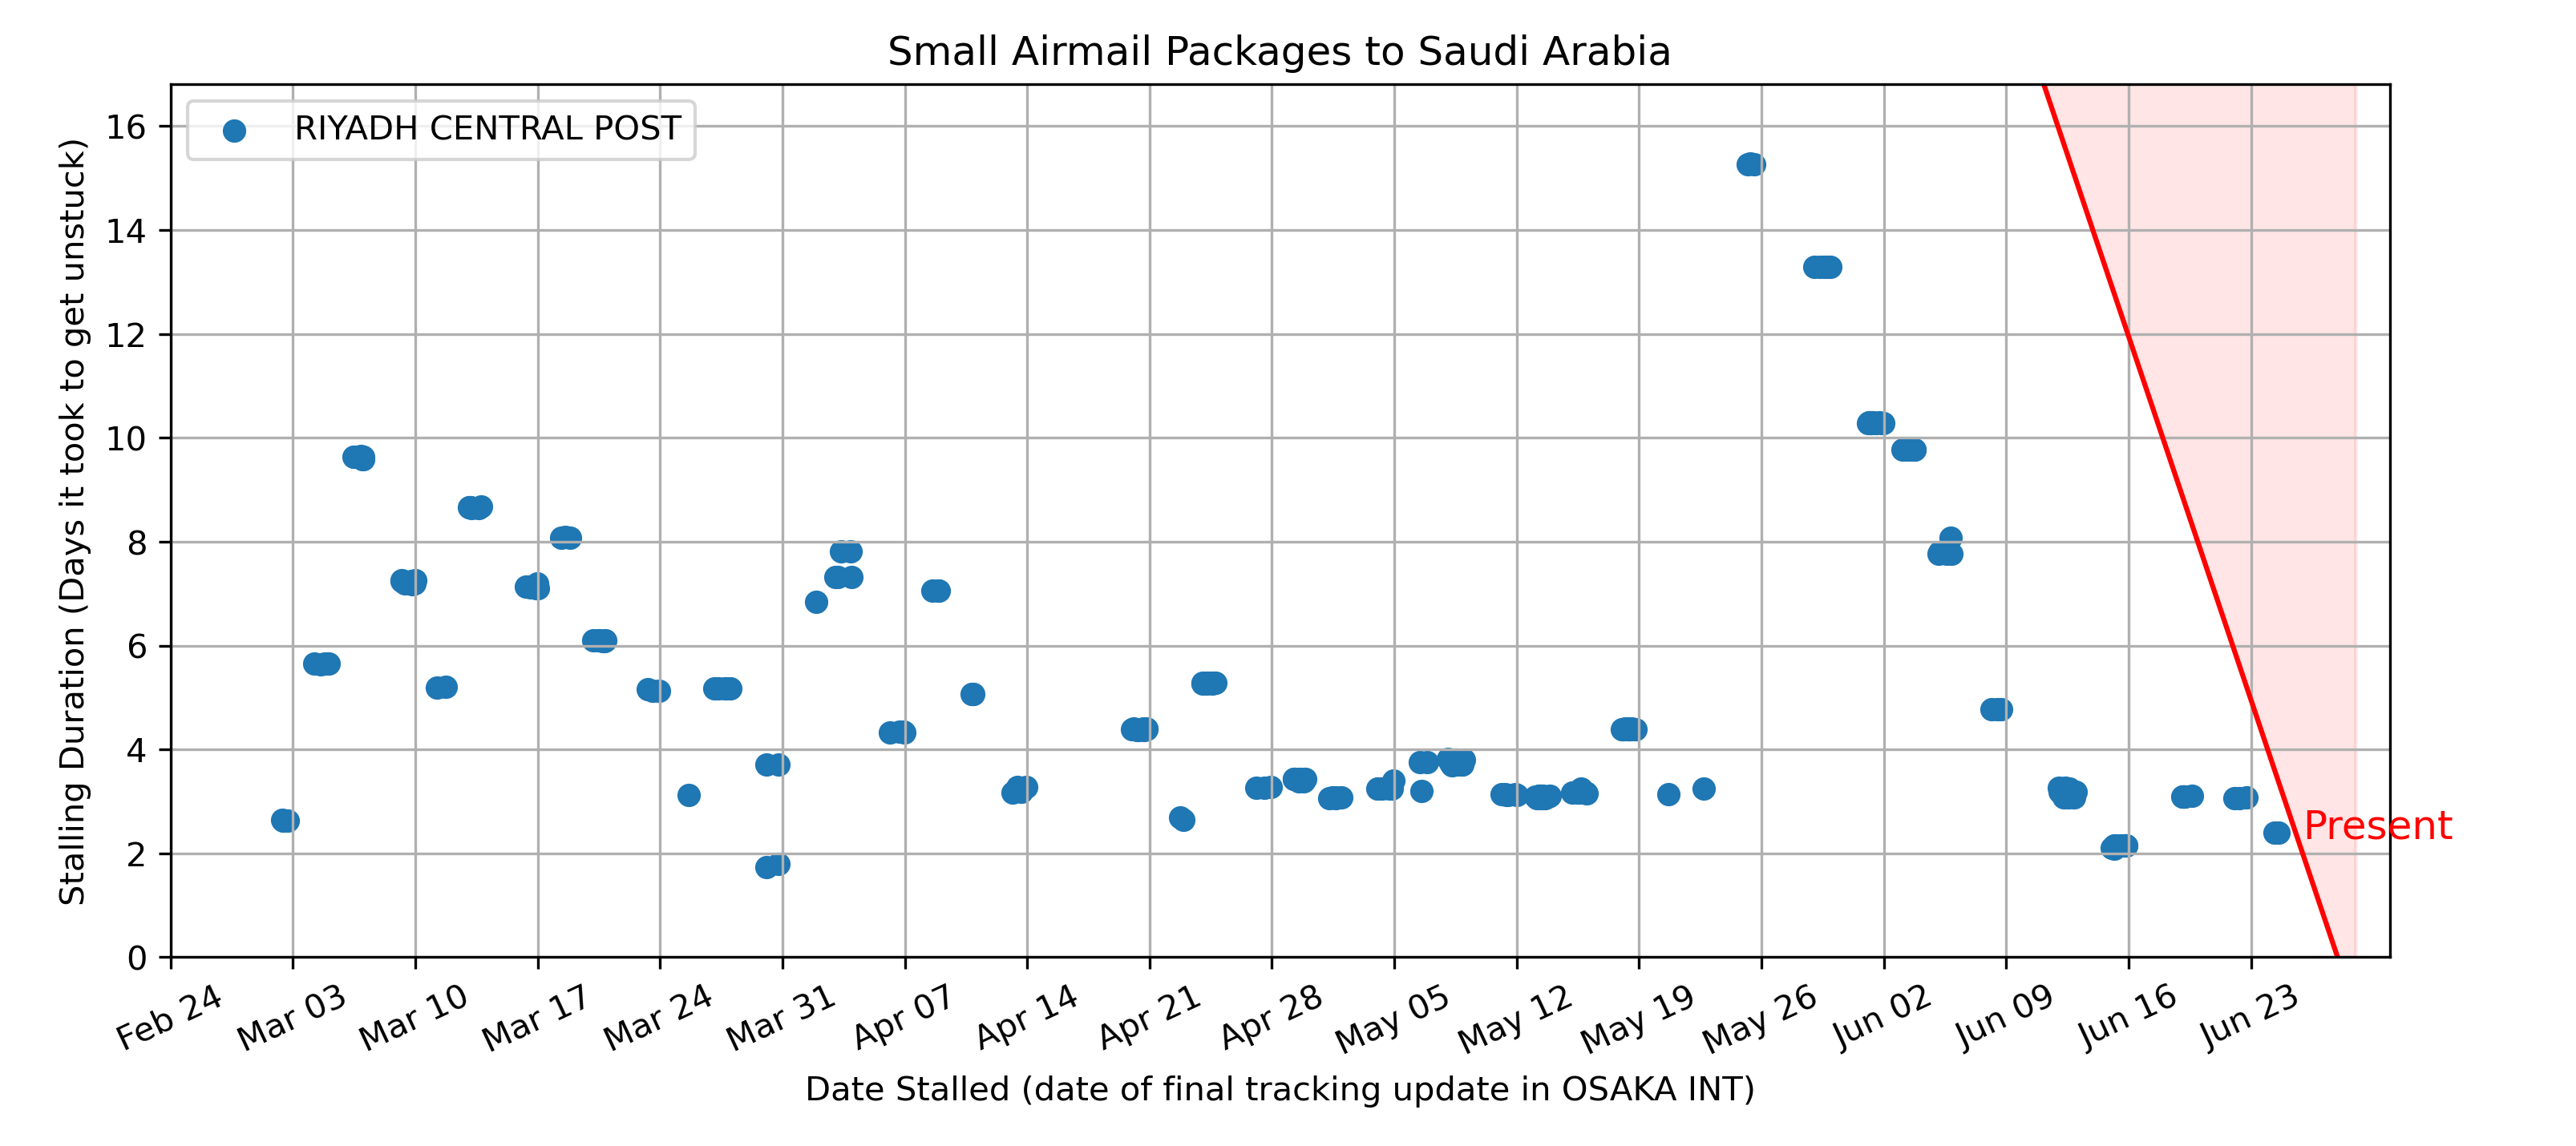 Small Airmail Packages to Saudi Arabia
RIYADH CENTRAL POST
Stalling Duration (Days it took to get unstuck)
16
14
12
10
8
6
4
2
0
Present
Feb 24
Mar 03
Mar 10
Mar 17
Mar 24
Mar 31
Apr 07
Apr 14
Apr 21
Apr 28
May 05
May 12
May 19
May 26
Jun 02
Jun 09
Jun 16
Jun 23
Date Stalled (date of final tracking update in OSAKA INT)